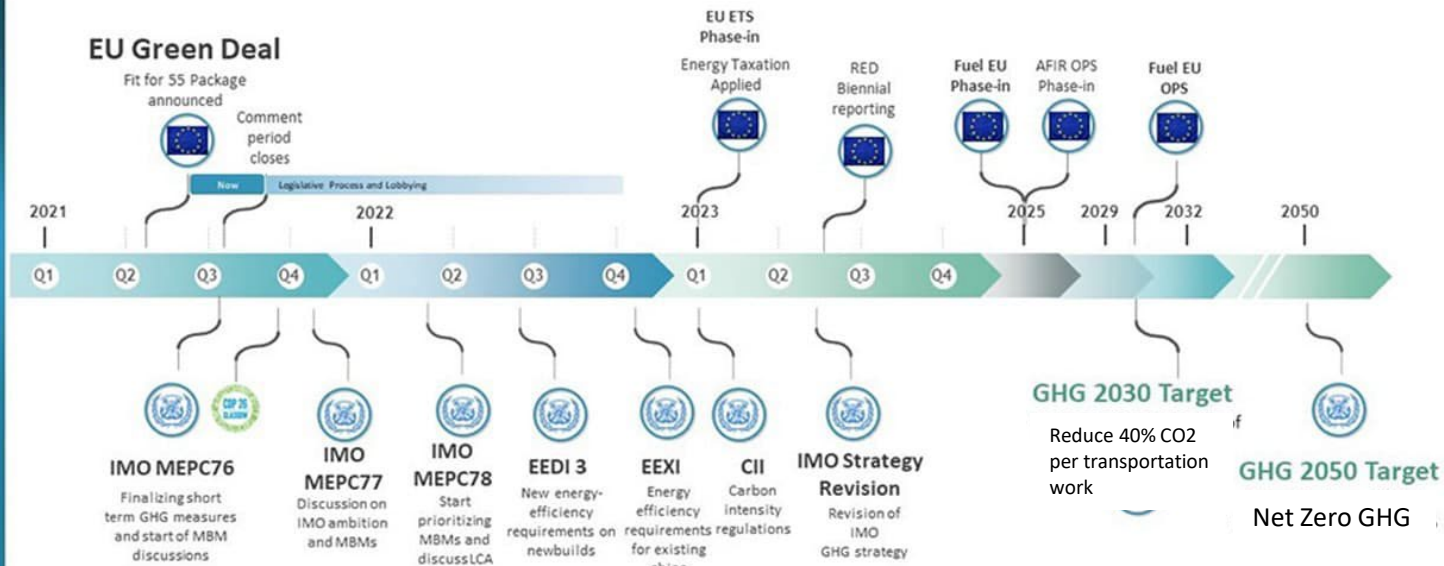 EU Green Deal
Fit for 55 Package
announced
Comment
period
closes
Now
Legislative Process and Lobbying
EU ETS
Phase-in
Energy Taxation
Applied
RED
Biennial
reporting
Fuel EU
Phase-in
AFIR OPS
Phase-in
Fuel EU
OPS
2021
2022
2023
2025
2029
2032
2050
Q1
Q2
Q3
Q4
Q1
Q2
Q3
Q4
Q1
Q2
Q3
Q4
COP 26
GLASGOW
IMO MEPC76
Finalizing short
term GHG measures
and start of MBM
discussions
IMO
MEPC77
Discussion on
IMO ambition
and MBMs
IMO
MEPC78
Start
prioritizing
MBMs and
discuss LCA
EEDI 3
New energy-
efficiency
requirements on
newbuilds
EEXI
Energy
efficiency
requirements
for existing
CII
Carbon
intensity
regulations
IMO Strategy
Revision
Revision of
IMO
GHG strategy
GHG 2030 Target
of
Reduce 40% CO2
per transportation
work
GHG 2050 Target
Net Zero GHG